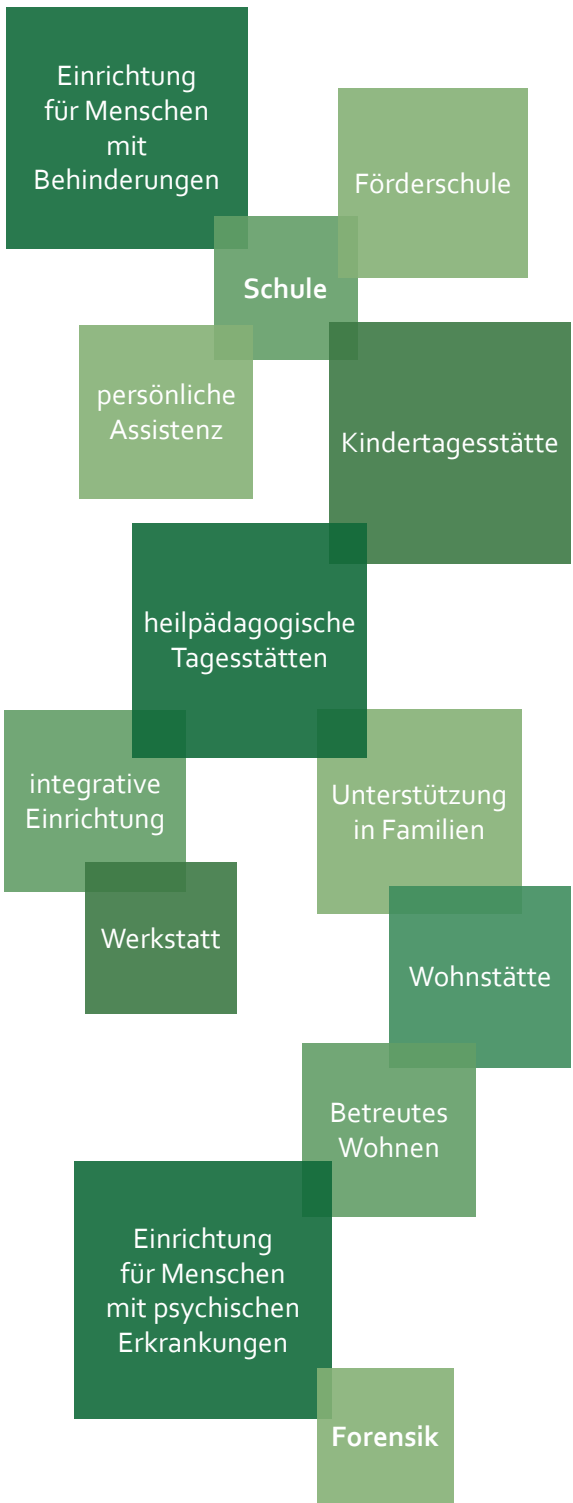 Einrichtung
für Menschen
mit
Behinderungen
Förderschule
Schule
persönliche
Assistenz
Kindertagesstätte
heilpädagogische
Tagesstätten
integrative
Einrichtung
Unterstützung
in Familien
Werkstatt
Wohnstätte
Betreutes
Wohnen
Einrichtung
für Menschen
mit psychischen
Erkrankungen
Forensik